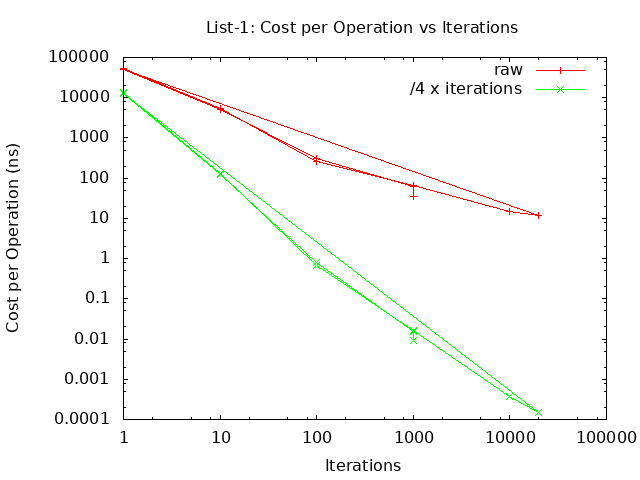 List-1: Cost per Operation vs Iterations
raw
/4 x iterations
Cost per Operation (ns)
100000
10000
1000
100
10
1
0.1
0.01
0.001
0.0001
1 10 100 1000 10000 100000
Iterations